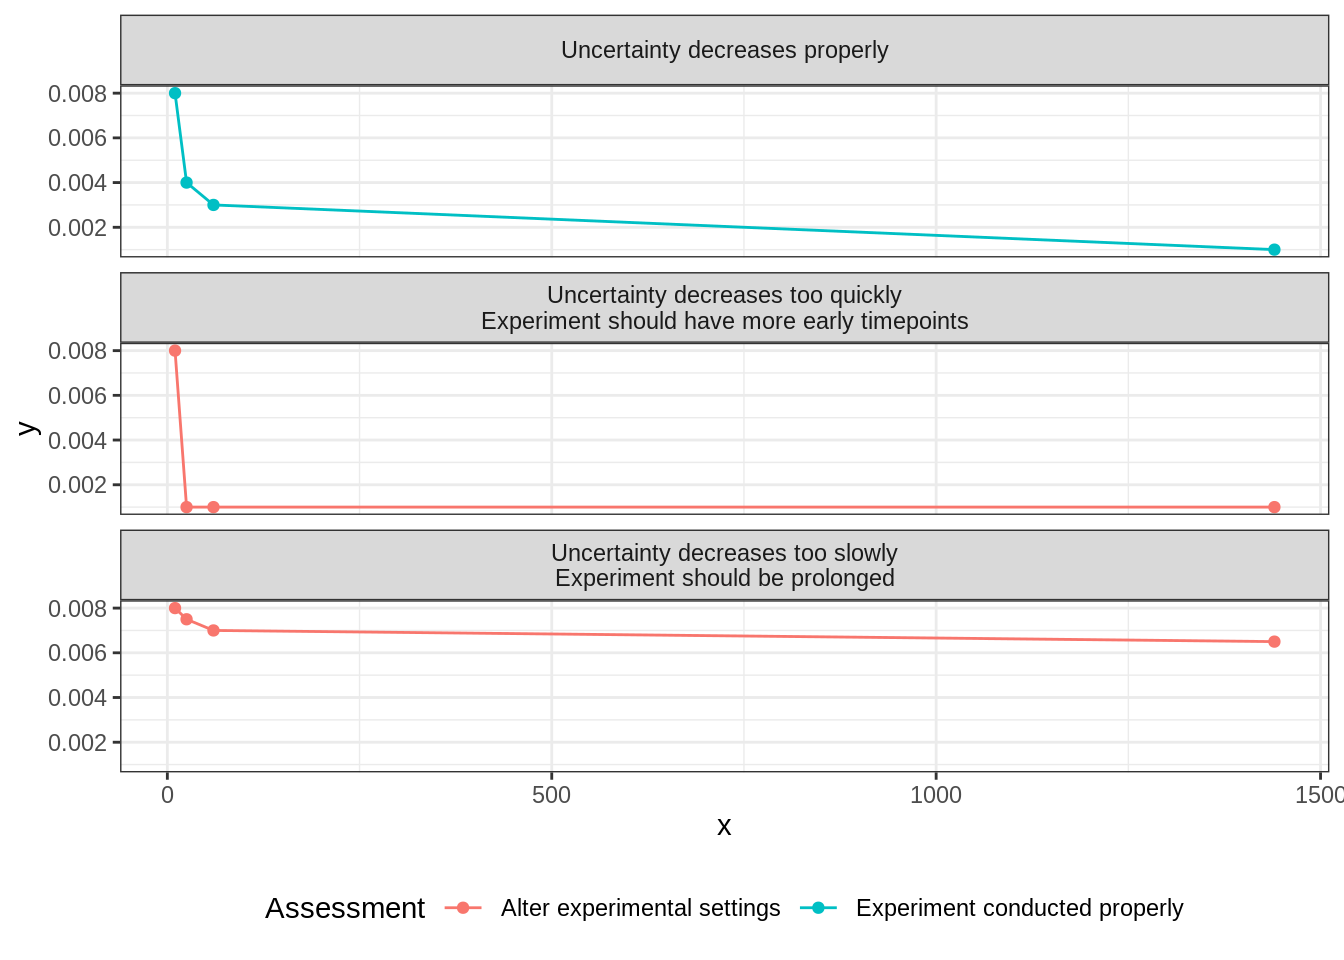 Uncertainty decreases properly
0.008
0.006
0.004
0.002
Uncertainty decreases too quickly
Experiment should have more early timepoints
0.008
0.006
0.004
0.002
y
Uncertainty decreases too slowly
Experiment should be prolonged
0.008
0.006
0.004
0.002
0 500 1000 1500
x
Assessment Alter experimental settings Experiment conducted properly